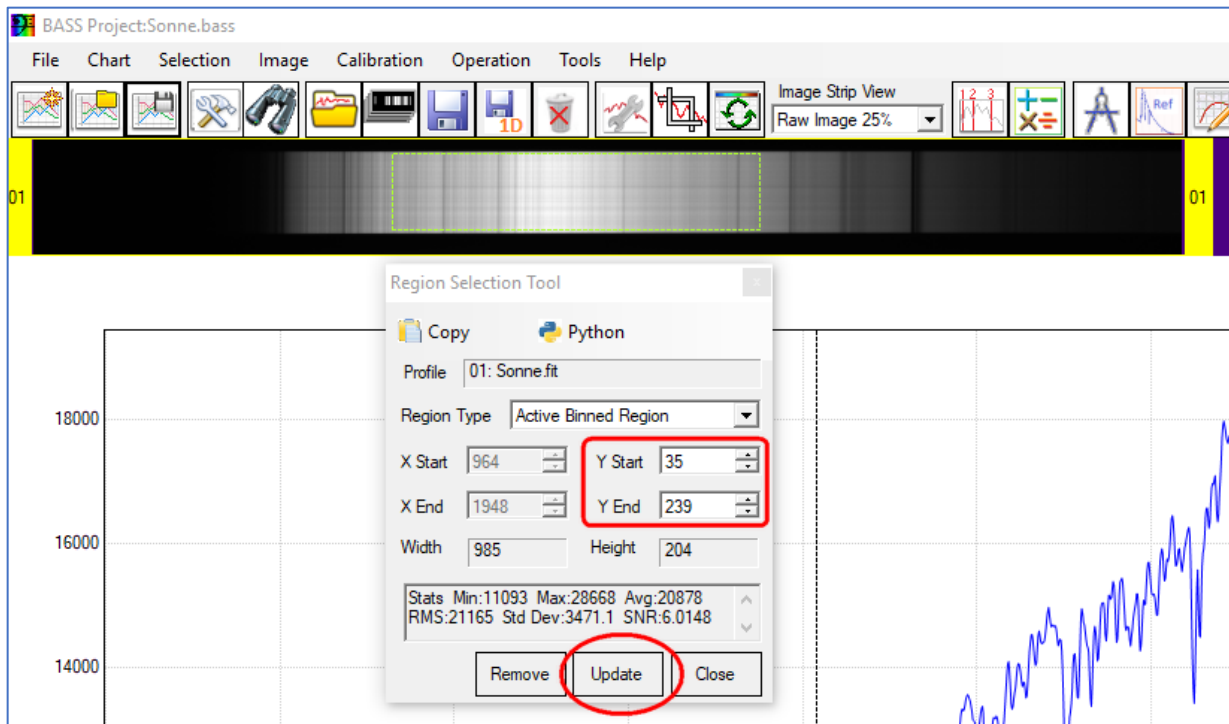 BASS Project:Sonne.bass
File Chart Selection Image Calibration Operation Tools Help
1D
Image Strip View
Raw Image 25%
1 2 3
Ref
01
01
Region Selection Tool
x
Copy Python
Profile 01: Sonne.fit
Region Type Active Binned Region
X Start 964 Y Start 35
X End 1948 Y End 239
Width 985 Height 204
Stats Min:11093 Max:28668 Avg:20878
RMS:21165 Std Dev:3471.1 SNR:6.0148
Remove Update Close
18000
16000
14000